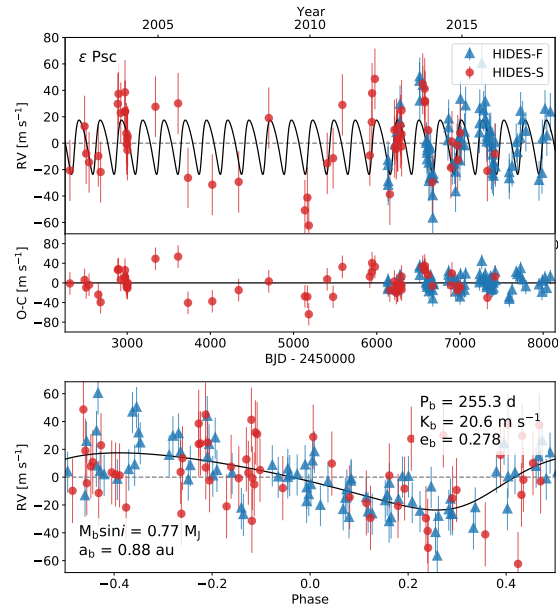 Year
2005 2010 2015
ε Psc
HIDES-F
HIDES-S
80
60
40
20
0
−20
−40
−60
RV [m s⁻¹]
80
40
0
−40
−80
O-C [m s⁻¹]
3000 4000 5000 6000 7000 8000
BJD - 2450000
P_b = 255.3 d
K_b = 20.6 m s⁻¹
e_b = 0.278
60
40
20
0
−20
−40
−60
RV [m s⁻¹]
M_b sini = 0.77 M_J
a_b = 0.88 au
−0.4 −0.2 0.0 0.2 0.4
Phase